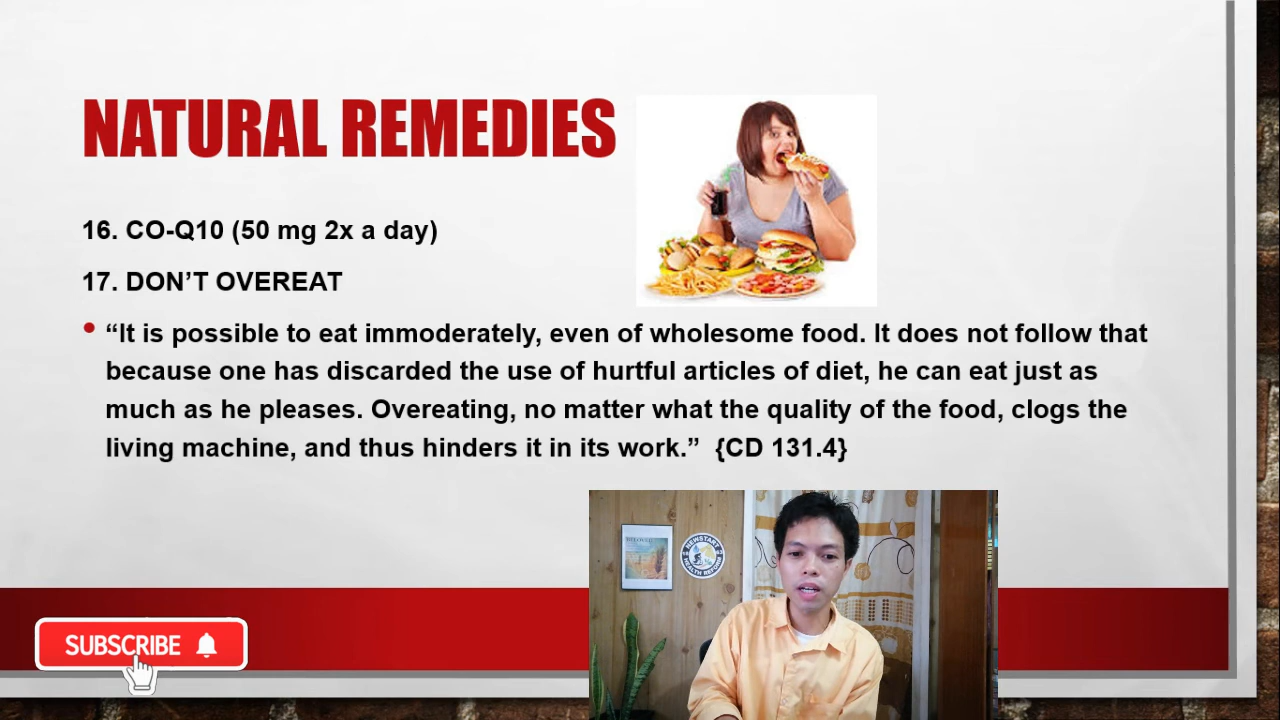 NATURAL REMEDIES
16. CO-Q10 (50 mg 2x a day)
17. DON’T OVEREAT
• “It is possible to eat immoderately, even of wholesome food. It does not follow that
because one has discarded the use of hurtful articles of diet, he can eat just as
much as he pleases. Overeating, no matter what the quality of the food, clogs the
living machine, and thus hinders it in its work.” {CD 131.4}
NEWSTART
HEALTH REFORM
SUBSCRIBE